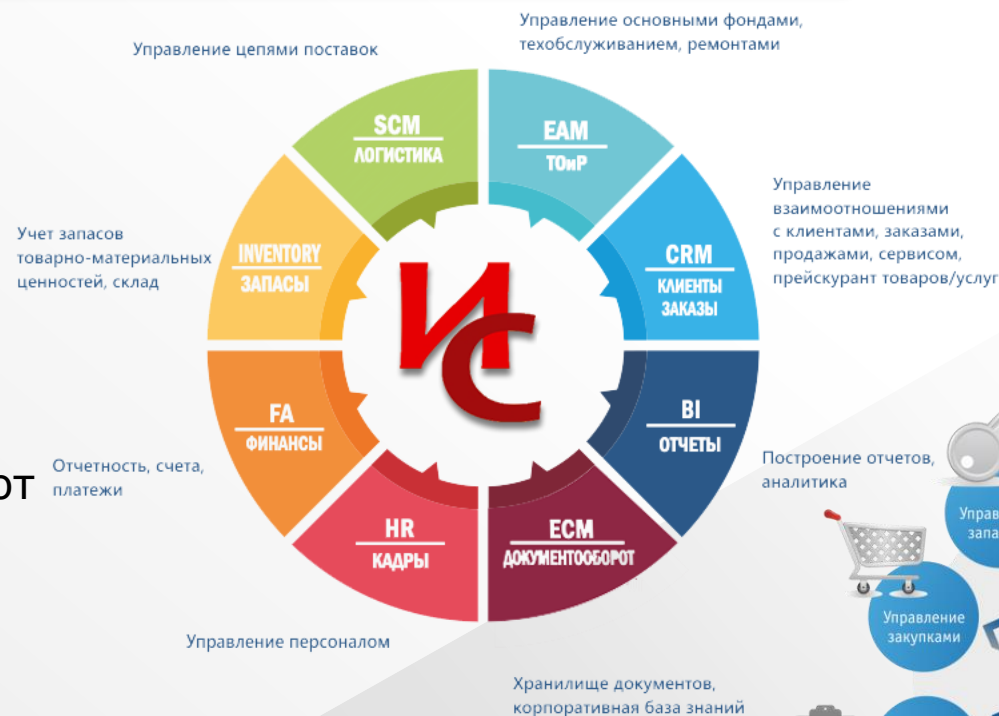 Управление основными фондами,
техобслуживанием, ремонтами
Управление цепями поставок
SCM
ЛОГИСТИКА
EAM
ТОиР
Управление
взаимоотношениями
с клиентами, заказами,
продажами, сервисом,
прейскурант товаров/услуг
CRM
КЛИЕНТЫ
ЗАКАЗЫ
Учет запасов
товарно-материальных
ценностей, склад
INVENTORY
ЗАПАСЫ
ИС
FA
ФИНАНСЫ
BI
ОТЧЕТЫ
Отчетность, счета,
платежи
от
Построение отчетов,
аналитика
HR
КАДРЫ
ECM
ДОКУМЕНТООБОРОТ
Управ
запа
Управление
закупками
Управление персоналом
Хранилище документов,
корпоративная база знаний